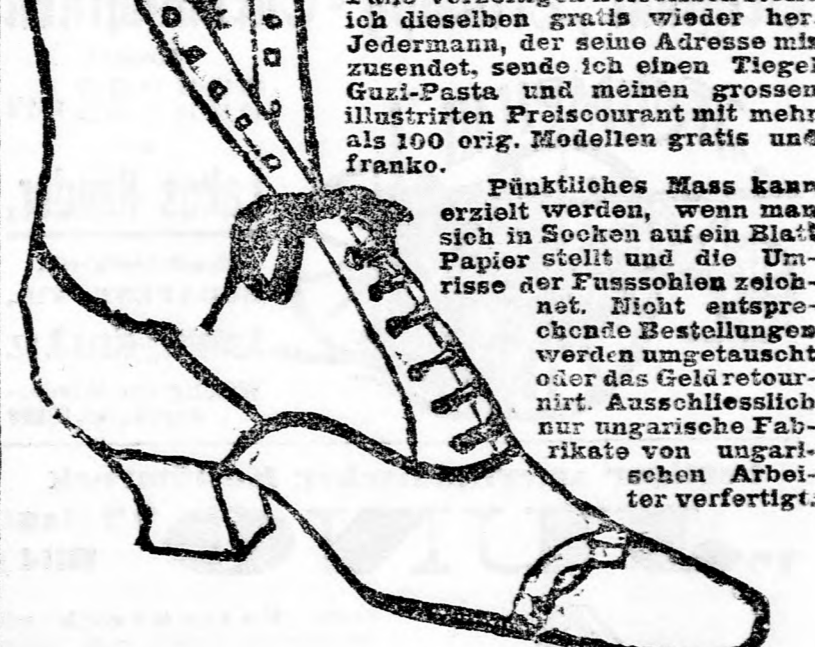 ich dieselben gratis wieder her.
Jedermann, der seine Adresse mir
zusendet, sende ich einen Tiegel
Guzi-Pasta und meinen grossen
illustrirten Preiscourant mit mehr
als 100 orig. Modellen gratis und
franko.
Pünktliches Mass kann
erzielt werden, wenn man
sich in Socken auf ein Blatt
Papier stellt und die Um-
risse der Fusssohlen zeich-
net. Nicht entspre-
chende Bestellungen
werden umgetauscht
oder das Geld retour-
nirt. Ausschliesslich
nur ungarische Fab-
rikate von ungari-
schen Arbei-
ter verfertigt.